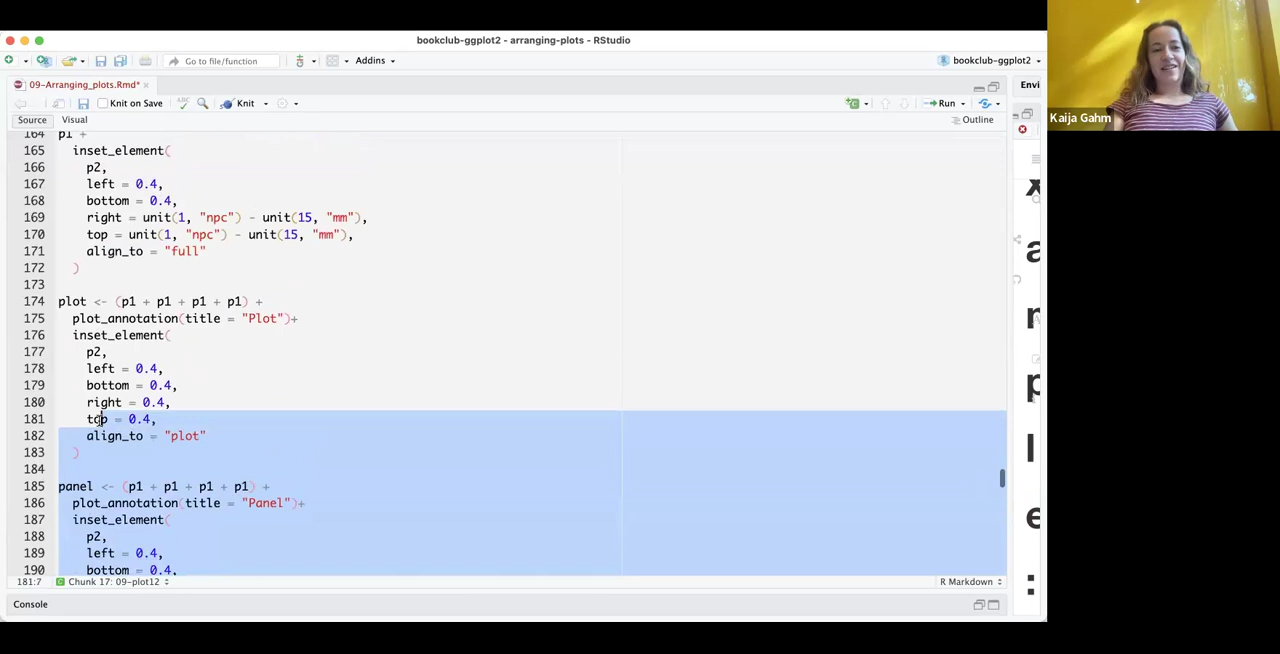 bookclub-ggplot2 - arranging-plots - RStudio
Go to file/function
Addins
bookclub-ggplot2
09-Arranging_plots.Rmd*
Envi
Knit on Save
Knit
Run
Source
Visual
Outline
Kaija Gahm
164 p1 +
165 inset_element(
166 p2,
167 left = 0.4,
168 bottom = 0.4,
169 right = unit(1, "npc") - unit(15, "mm"),
170 top = unit(1, "npc") - unit(15, "mm"),
171 align_to = "full"
172 )
173
174 plot <- (p1 + p1 + p1 + p1) +
175 plot_annotation(title = "Plot")+
176 inset_element(
177 p2,
178 left = 0.4,
179 bottom = 0.4,
180 right = 0.4,
181 top = 0.4,
182 align_to = "plot"
183 )
184
185 panel <- (p1 + p1 + p1 + p1) +
186 plot_annotation(title = "Panel")+
187 inset_element(
188 p2,
189 left = 0.4,
190 bottom = 0.4,
x
a
m
p
l
e
:
181:7
Chunk 17: 09-plot12
R Markdown
Console